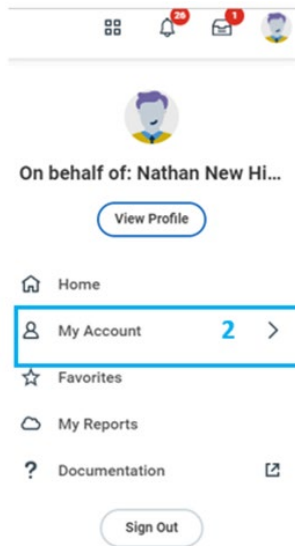 26
1
On behalf of: Nathan New Hi...
View Profile
Home
My Account 2
Favorites
My Reports
? Documentation
Sign Out